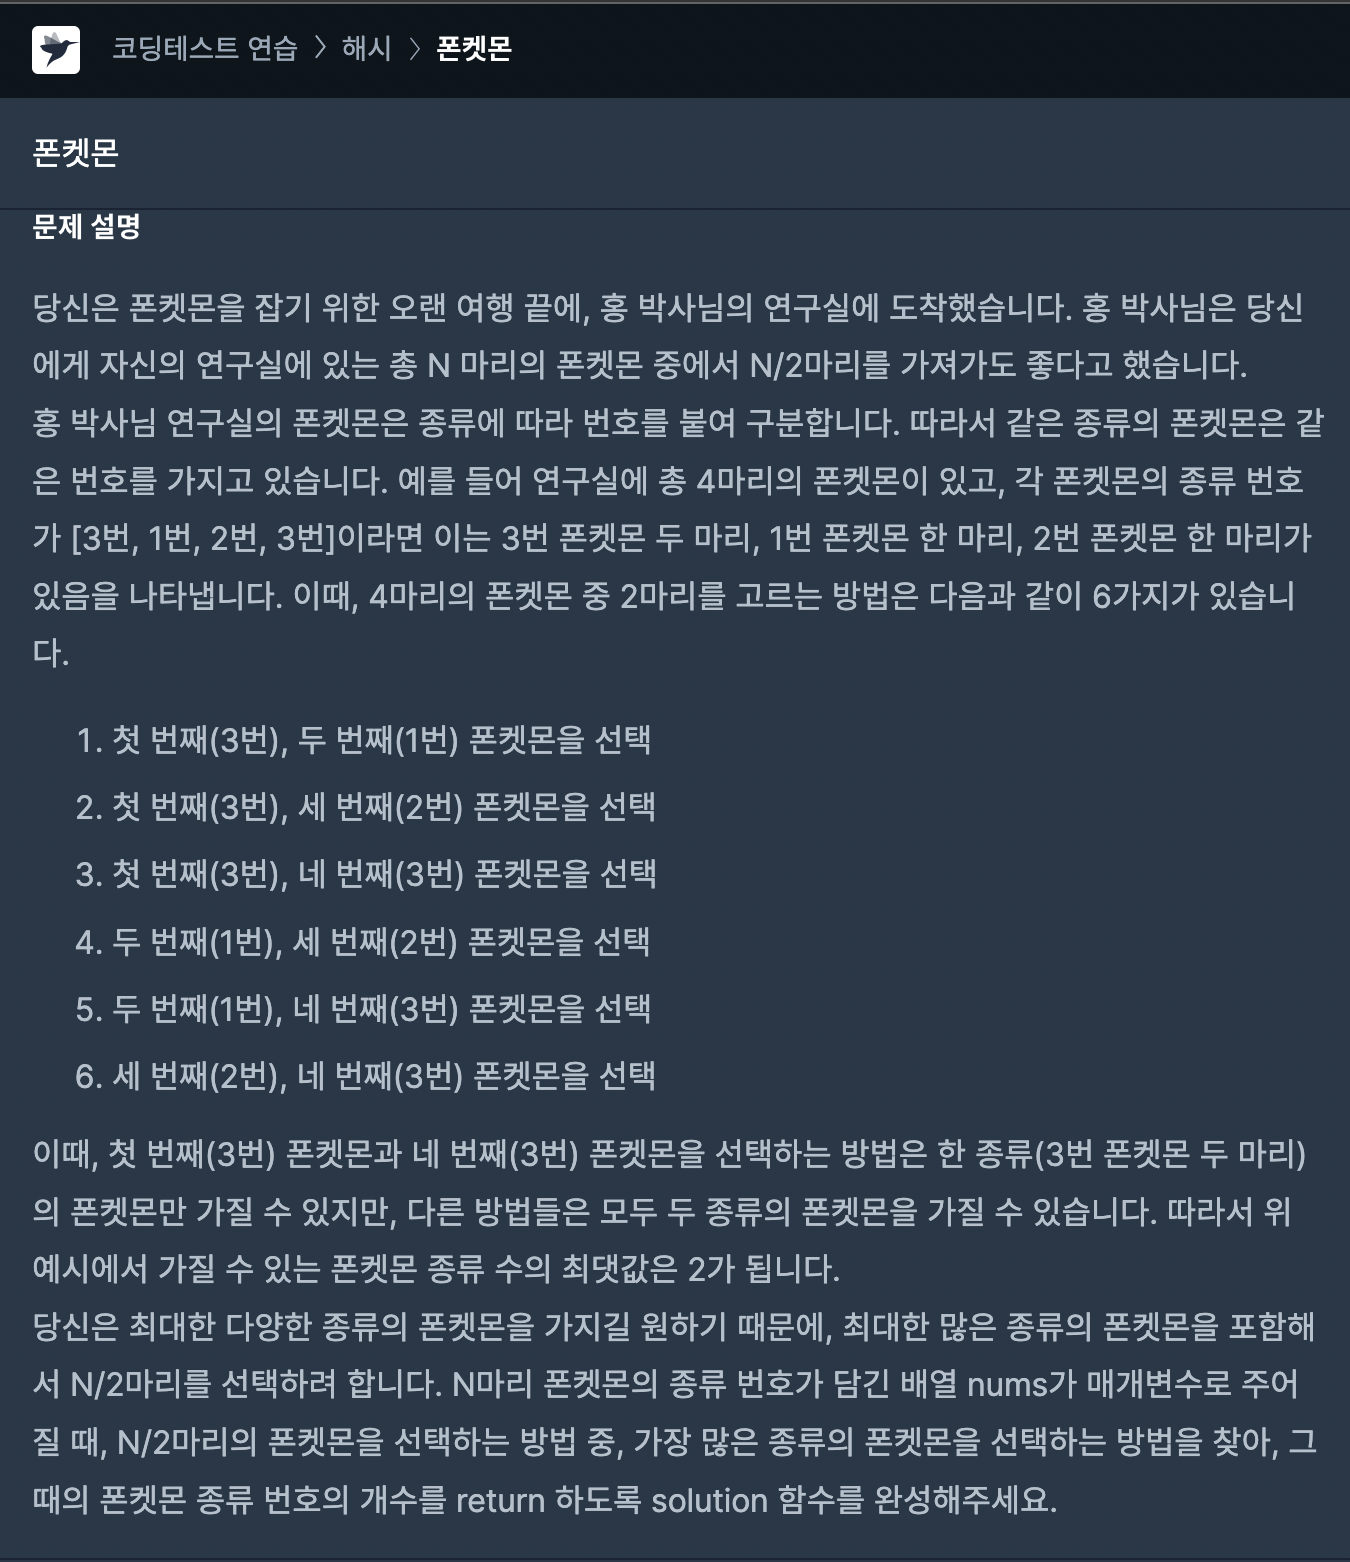 코딩테스트 연습 > 해시 > 폰켓몬
폰켓몬
문제 설명
당신은 폰켓몬을 잡기 위한 오랜 여행 끝에, 홍 박사님의 연구실에 도착했습니다. 홍 박사님은 당신
에게 자신의 연구실에 있는 총 N 마리의 폰켓몬 중에서 N/2마리를 가져가도 좋다고 했습니다.
홍 박사님 연구실의 폰켓몬은 종류에 따라 번호를 붙여 구분합니다. 따라서 같은 종류의 폰켓몬은 같
은 번호를 가지고 있습니다. 예를 들어 연구실에 총 4마리의 폰켓몬이 있고, 각 폰켓몬의 종류 번호
가 [3번, 1번, 2번, 3번]이라면 이는 3번 폰켓몬 두 마리, 1번 폰켓몬 한 마리, 2번 폰켓몬 한 마리가
있음을 나타냅니다. 이때, 4마리의 폰켓몬 중 2마리를 고르는 방법은 다음과 같이 6가지가 있습니
다.
1. 첫 번째(3번), 두 번째(1번) 폰켓몬을 선택
2. 첫 번째(3번), 세 번째(2번) 폰켓몬을 선택
3. 첫 번째(3번), 네 번째(3번) 폰켓몬을 선택
4. 두 번째(1번), 세 번째(2번) 폰켓몬을 선택
5. 두 번째(1번), 네 번째(3번) 폰켓몬을 선택
6. 세 번째(2번), 네 번째(3번) 폰켓몬을 선택
이때, 첫 번째(3번) 폰켓몬과 네 번째(3번) 폰켓몬을 선택하는 방법은 한 종류(3번 폰켓몬 두 마리)
의 폰켓몬만 가질 수 있지만, 다른 방법들은 모두 두 종류의 폰켓몬을 가질 수 있습니다. 따라서 위
예시에서 가질 수 있는 폰켓몬 종류 수의 최댓값은 2가 됩니다.
당신은 최대한 다양한 종류의 폰켓몬을 가지길 원하기 때문에, 최대한 많은 종류의 폰켓몬을 포함해
서 N/2마리를 선택하려 합니다. N마리 폰켓몬의 종류 번호가 담긴 배열 nums가 매개변수로 주어
질 때, N/2마리의 폰켓몬을 선택하는 방법 중, 가장 많은 종류의 폰켓몬을 선택하는 방법을 찾아, 그
때의 폰켓몬 종류 번호의 개수를 return 하도록 solution 함수를 완성해주세요.